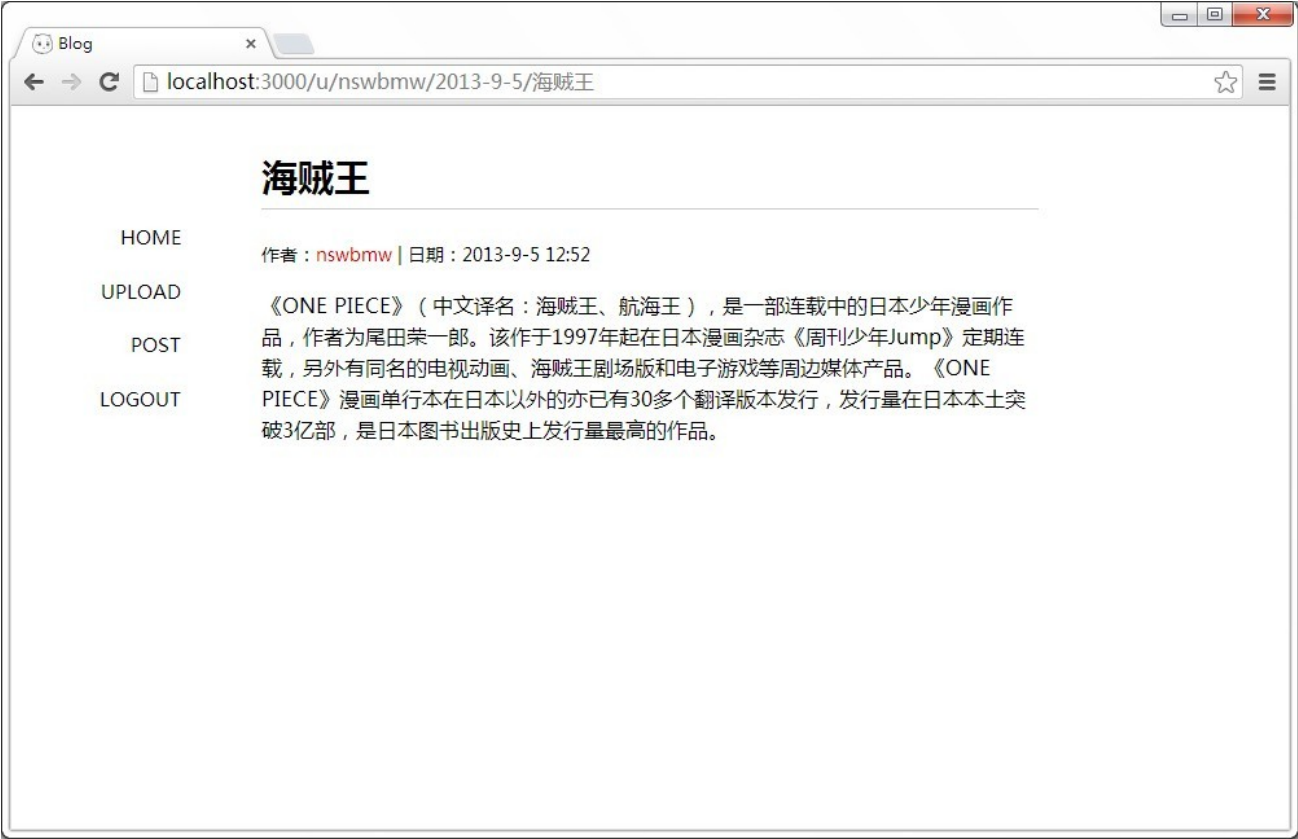 Blog
localhost:3000/u/nswbmw/2013-9-5/海贼王
海贼王
HOME
UPLOAD
POST
LOGOUT
作者：nswbmw | 日期：2013-9-5 12:52
《ONE PIECE》（中文译名：海贼王、航海王），是一部连载中的日本少年漫画作
品，作者为尾田荣一郎。该作于1997年起在日本漫画杂志《周刊少年Jump》定期连
载，另外有同名的电视动画、海贼王剧场版和电子游戏等周边媒体产品。《ONE
PIECE》漫画单行本在日本以外的亦已有30多个翻译版本发行，发行量在日本本土突
破3亿部，是日本图书出版史上发行量最高的作品。